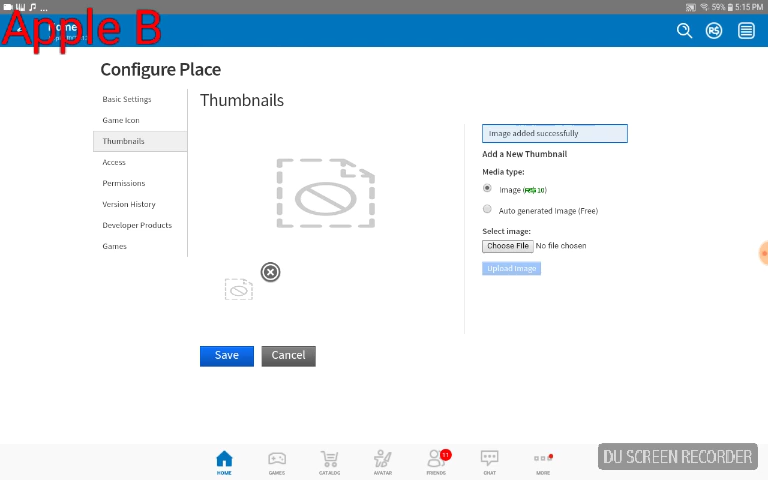 59% 5:15 PM
Apple B
Home
Configure Place
Basic Settings
Game Icon
Thumbnails
Access
Permissions
Version History
Developer Products
Games
Thumbnails
Image added successfully
Add a New Thumbnail
Media type:
Image (R$ 10)
Auto generated Image (Free)
Select image:
Choose File No file chosen
Upload Image
Save Cancel
HOME GAMES CATALOG AVATAR FRIENDS 11 CHAT MORE
DU SCREEN RECORDER